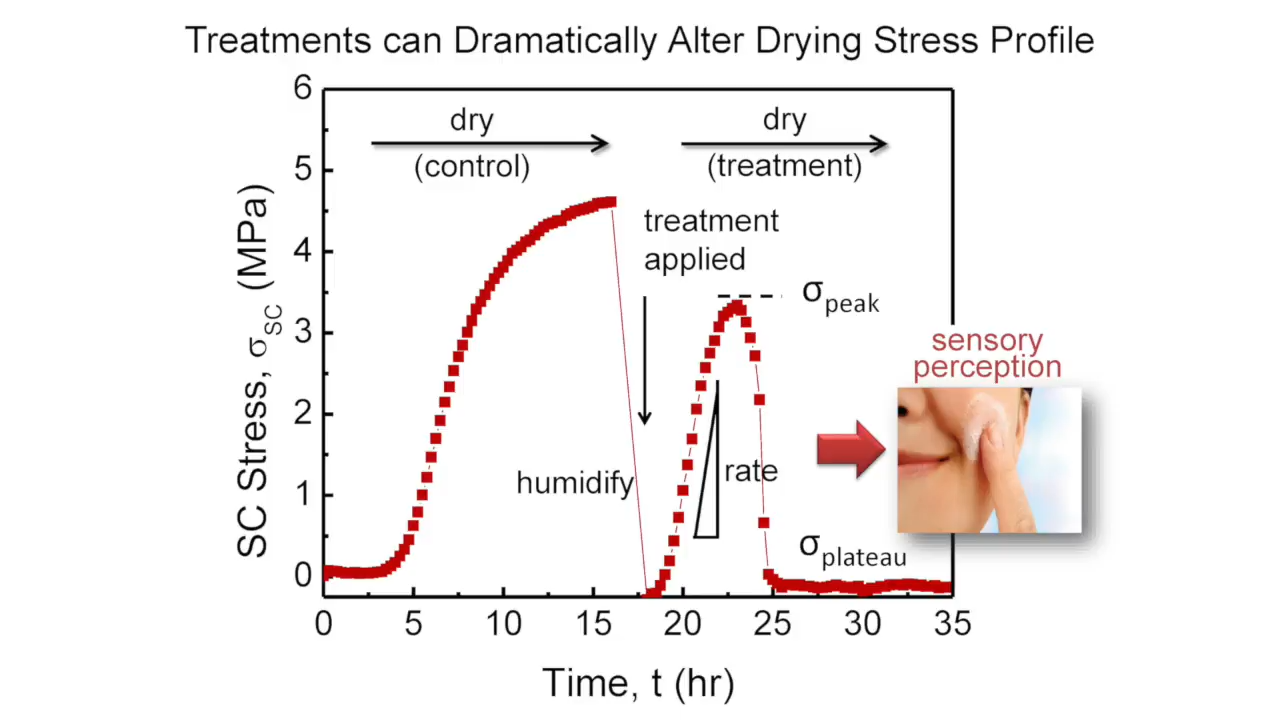 Treatments can Dramatically Alter Drying Stress Profile
6
5
4
3
2
1
0
SC Stress, σSC (MPa)
dry
(control)
dry
(treatment)
treatment
applied
σpeak
sensory
perception
humidify
rate
σplateau
0 5 10 15 20 25 30 35
Time, t (hr)